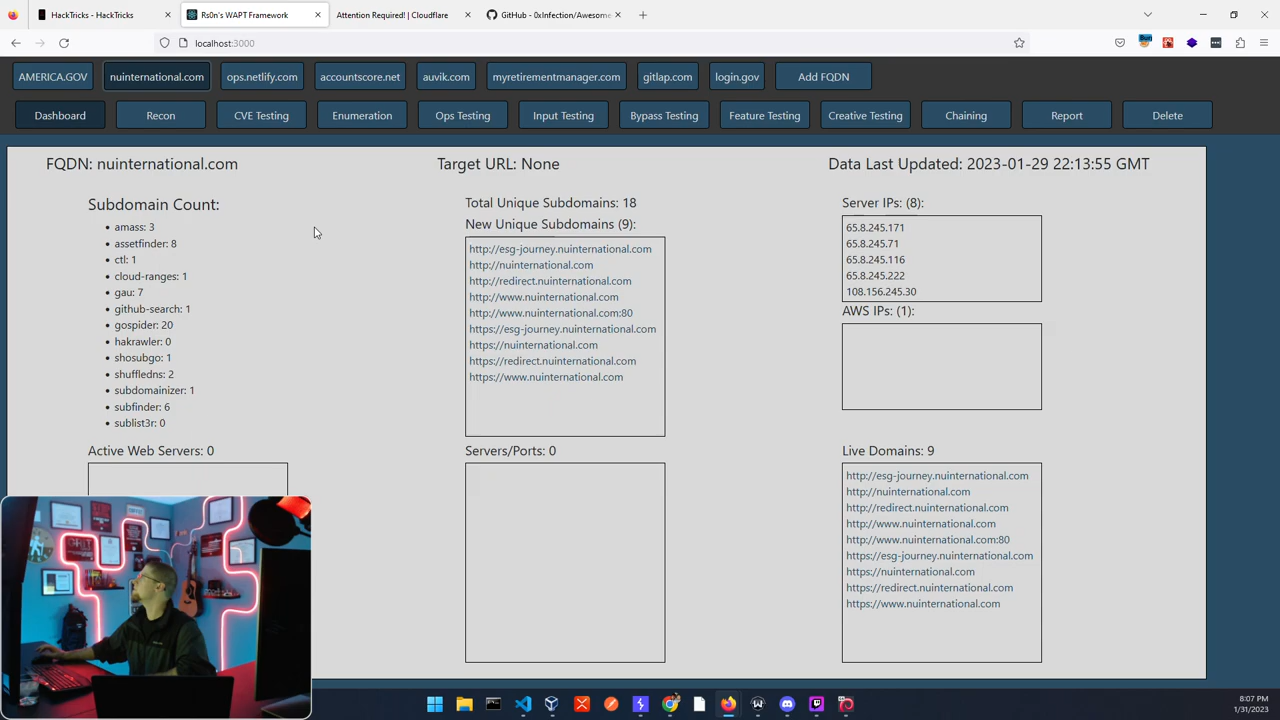 HackTricks - HackTricks
Rs0n's WAPT Framework
Attention Required! | Cloudflare
GitHub - 0xInfection/Awesome
localhost:3000
AMERICA.GOV
nuinternational.com
ops.netlify.com
accountscore.net
auvik.com
myretirementmanager.com
gitlap.com
login.gov
Add FQDN
Dashboard
Recon
CVE Testing
Enumeration
Ops Testing
Input Testing
Bypass Testing
Feature Testing
Creative Testing
Chaining
Report
Delete
FQDN: nuinternational.com
Target URL: None
Data Last Updated: 2023-01-29 22:13:55 GMT
Subdomain Count:
amass: 3
assetfinder: 8
ctl: 1
cloud-ranges: 1
gau: 7
github-search: 1
gospider: 20
hakrawler: 0
shosubgo: 1
shuffledns: 2
subdomainizer: 1
subfinder: 6
sublist3r: 0
Total Unique Subdomains: 18
New Unique Subdomains (9):
http://esg-journey.nuinternational.com
http://nuinternational.com
http://redirect.nuinternational.com
http://www.nuinternational.com
http://www.nuinternational.com:80
https://esg-journey.nuinternational.com
https://nuinternational.com
https://redirect.nuinternational.com
https://www.nuinternational.com
Server IPs: (8):
65.8.245.171
65.8.245.71
65.8.245.116
65.8.245.222
108.156.245.30
AWS IPs: (1):
Active Web Servers: 0
Servers/Ports: 0
Live Domains: 9
http://esg-journey.nuinternational.com
http://nuinternational.com
http://redirect.nuinternational.com
http://www.nuinternational.com
http://www.nuinternational.com:80
https://esg-journey.nuinternational.com
https://nuinternational.com
https://redirect.nuinternational.com
https://www.nuinternational.com
8:07 PM
1/31/2023